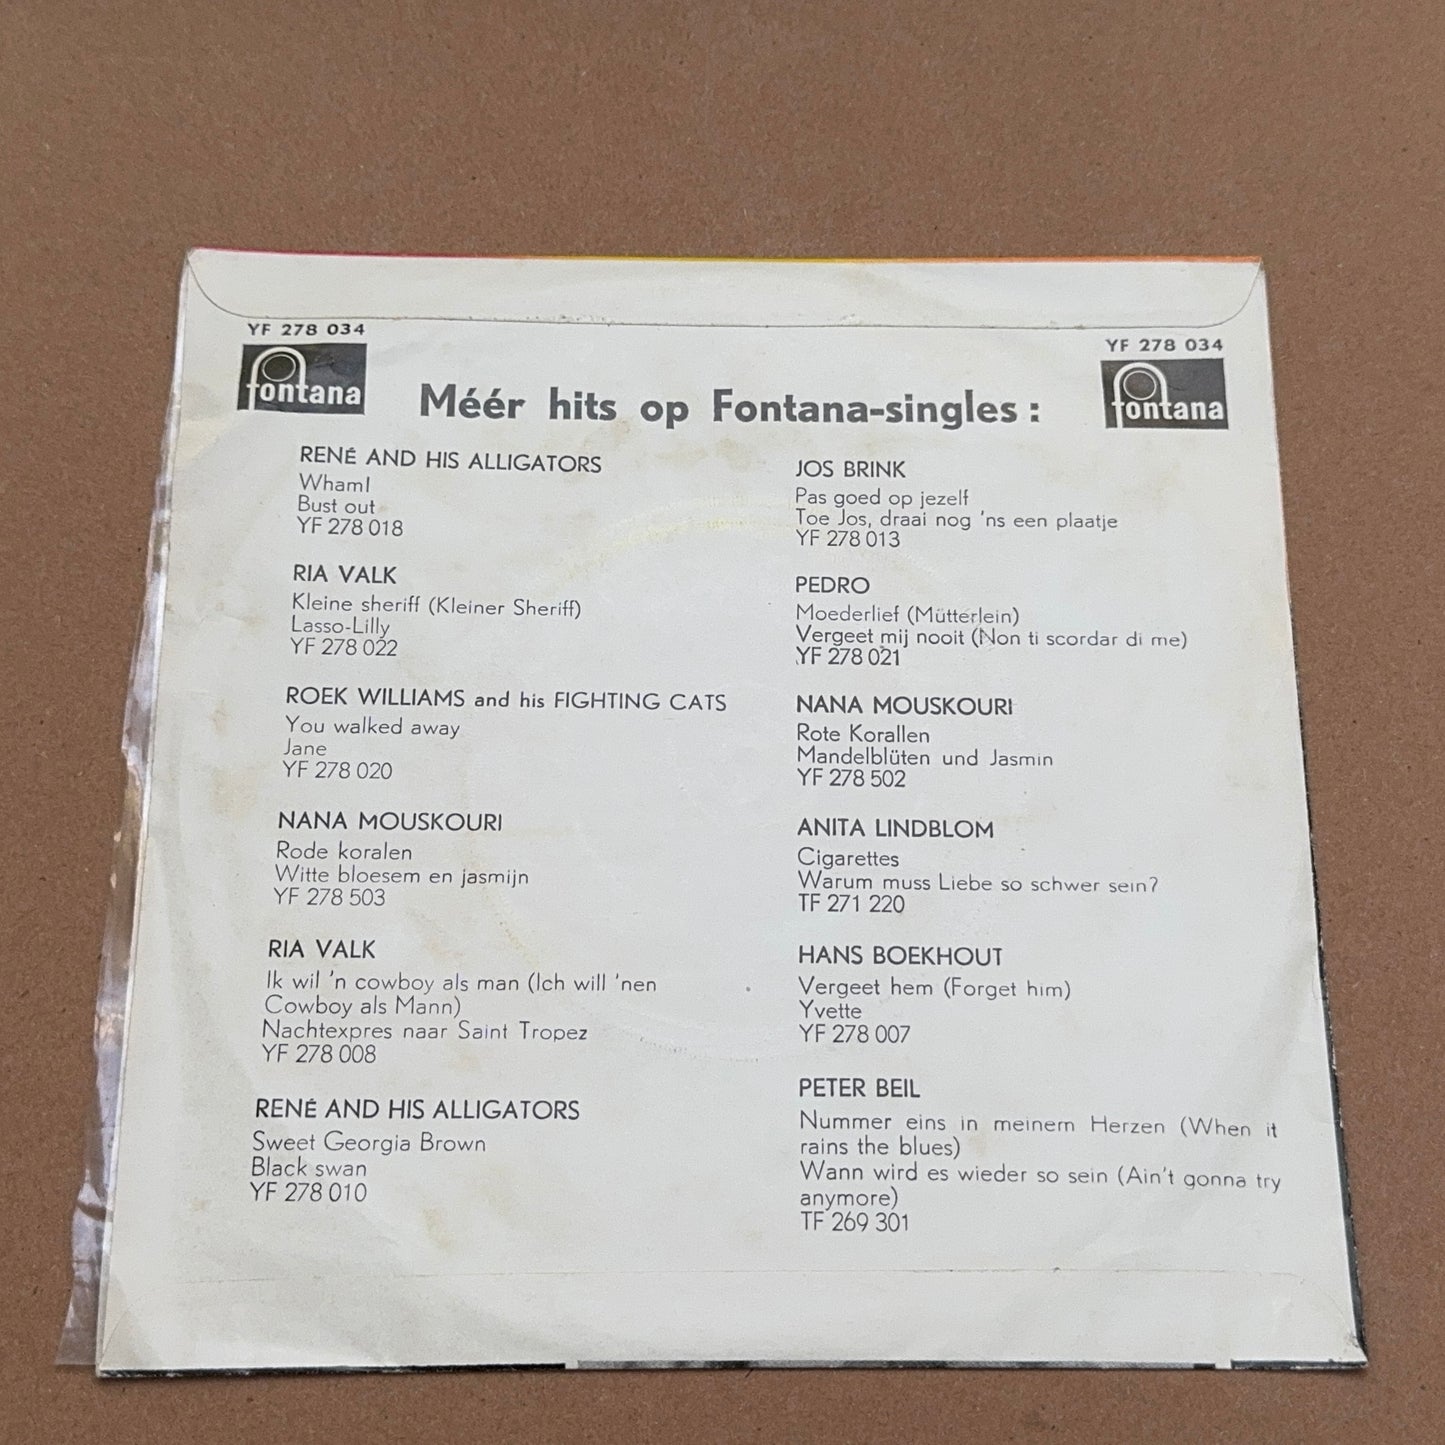 YF 278 034
fontana
YF 278 034
fontana
Méér hits op Fontana-singles :
RENÉ AND HIS ALLIGATORS
Wham!
Bust out
YF 278 018
RIA VALK
Kleine sheriff (Kleiner Sheriff)
Lasso-Lilly
YF 278 022
ROEK WILLIAMS and his FIGHTING CATS
You walked away
Jane
YF 278 020
NANA MOUSKOURI
Rode koralen
Witte bloesem en jasmijn
YF 278 503
RIA VALK
Ik wil 'n cowboy als man (Ich will 'nen
Cowboy als Mann)
Nachtexpres naar Saint Tropez
YF 278 008
RENÉ AND HIS ALLIGATORS
Sweet Georgia Brown
Black swan
YF 278 010
JOS BRINK
Pas goed op jezelf
Toe Jos, draai nog 'ns een plaatje
YF 278 013
PEDRO
Moederlief (Mütterlein)
Vergeet mij nooit (Non ti scordar di me)
YF 278 021
NANA MOUSKOURI
Rote Korallen
Mandelblüten und Jasmin
YF 278 502
ANITA LINDBLOM
Cigarettes
Warum muss Liebe so schwer sein?
TF 271 220
HANS BOEKHOUT
Vergeet hem (Forget him)
Yvette
YF 278 007
PETER BEIL
Nummer eins in meinem Herzen (When it
rains the blues)
Wann wird es wieder so sein (Ain't gonna try
anymore)
TF 269 301